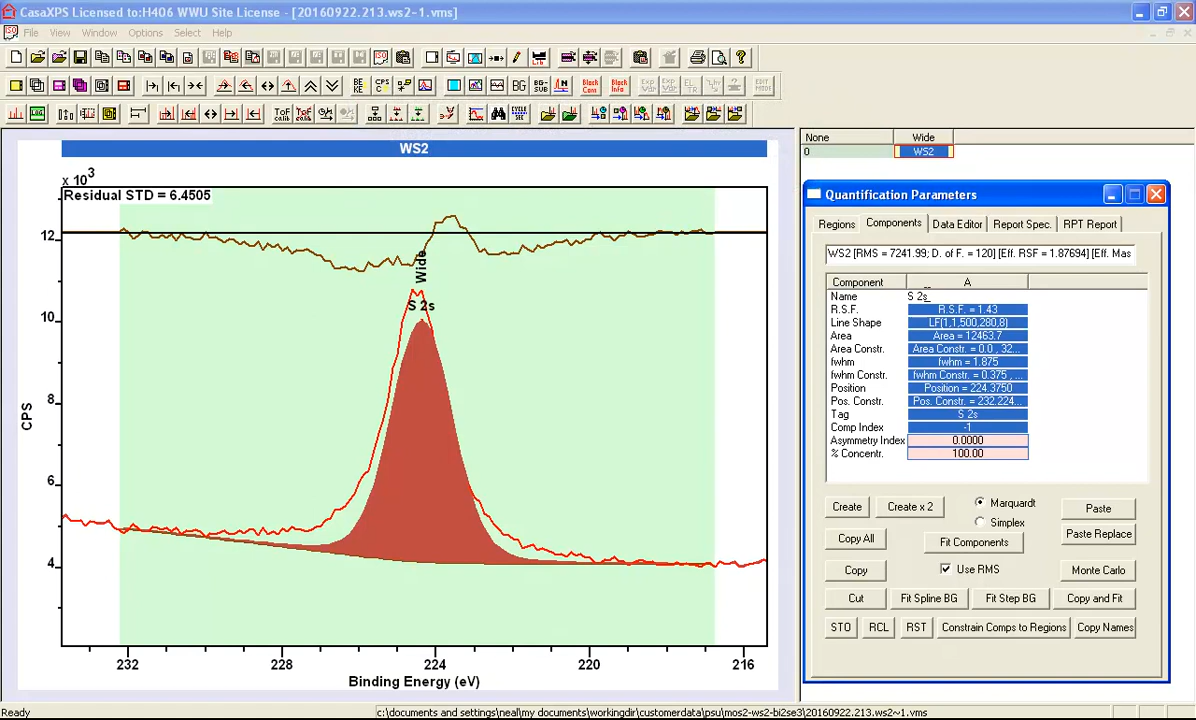 CasaXPS Licensed to:H406 WWU Site License - [20160922.213.ws2-1.vms]
File View Window Options Select Help
WS2
x 10³
Residual STD = 6.4505
12
10
8
6
4
CPS
Wide
S 2s
232 228 224 220 216
Binding Energy (eV)
None Wide
0 WS2
Quantification Parameters
Regions Components Data Editor Report Spec. RPT Report
WS2 [RMS = 7241.99; D. of F. = 120] [Eff. RSF = 1.87694] [Eff. Mas
Component A
Name S 2s_
R.S.F. R.S.F. = 1.43
Line Shape LF(1,1,500,280,8)
Area Area = 12463.7
Area Constr. Area Constr. = 0.0 , 32...
fwhm fwhm = 1.875
fwhm Constr. fwhm Constr. = 0.375 , ...
Position Position = 224.3750
Pos. Constr. Pos. Constr. = 232.224...
Tag S 2s
Comp Index -1
Asymmetry Index 0.0000
% Concentr. 100.00
Create Create x 2 Marquardt Simplex Paste
Copy All Fit Components Paste Replace
Copy Use RMS Monte Carlo
Cut Fit Spline BG Fit Step BG Copy and Fit
STO RCL RST Constrain Comps to Regions Copy Names
Ready c:\documents and settings\neal\my documents\workingdir\customerdata\psu\mos2-ws2-bi2se3\20160922.213.ws2~1.vms